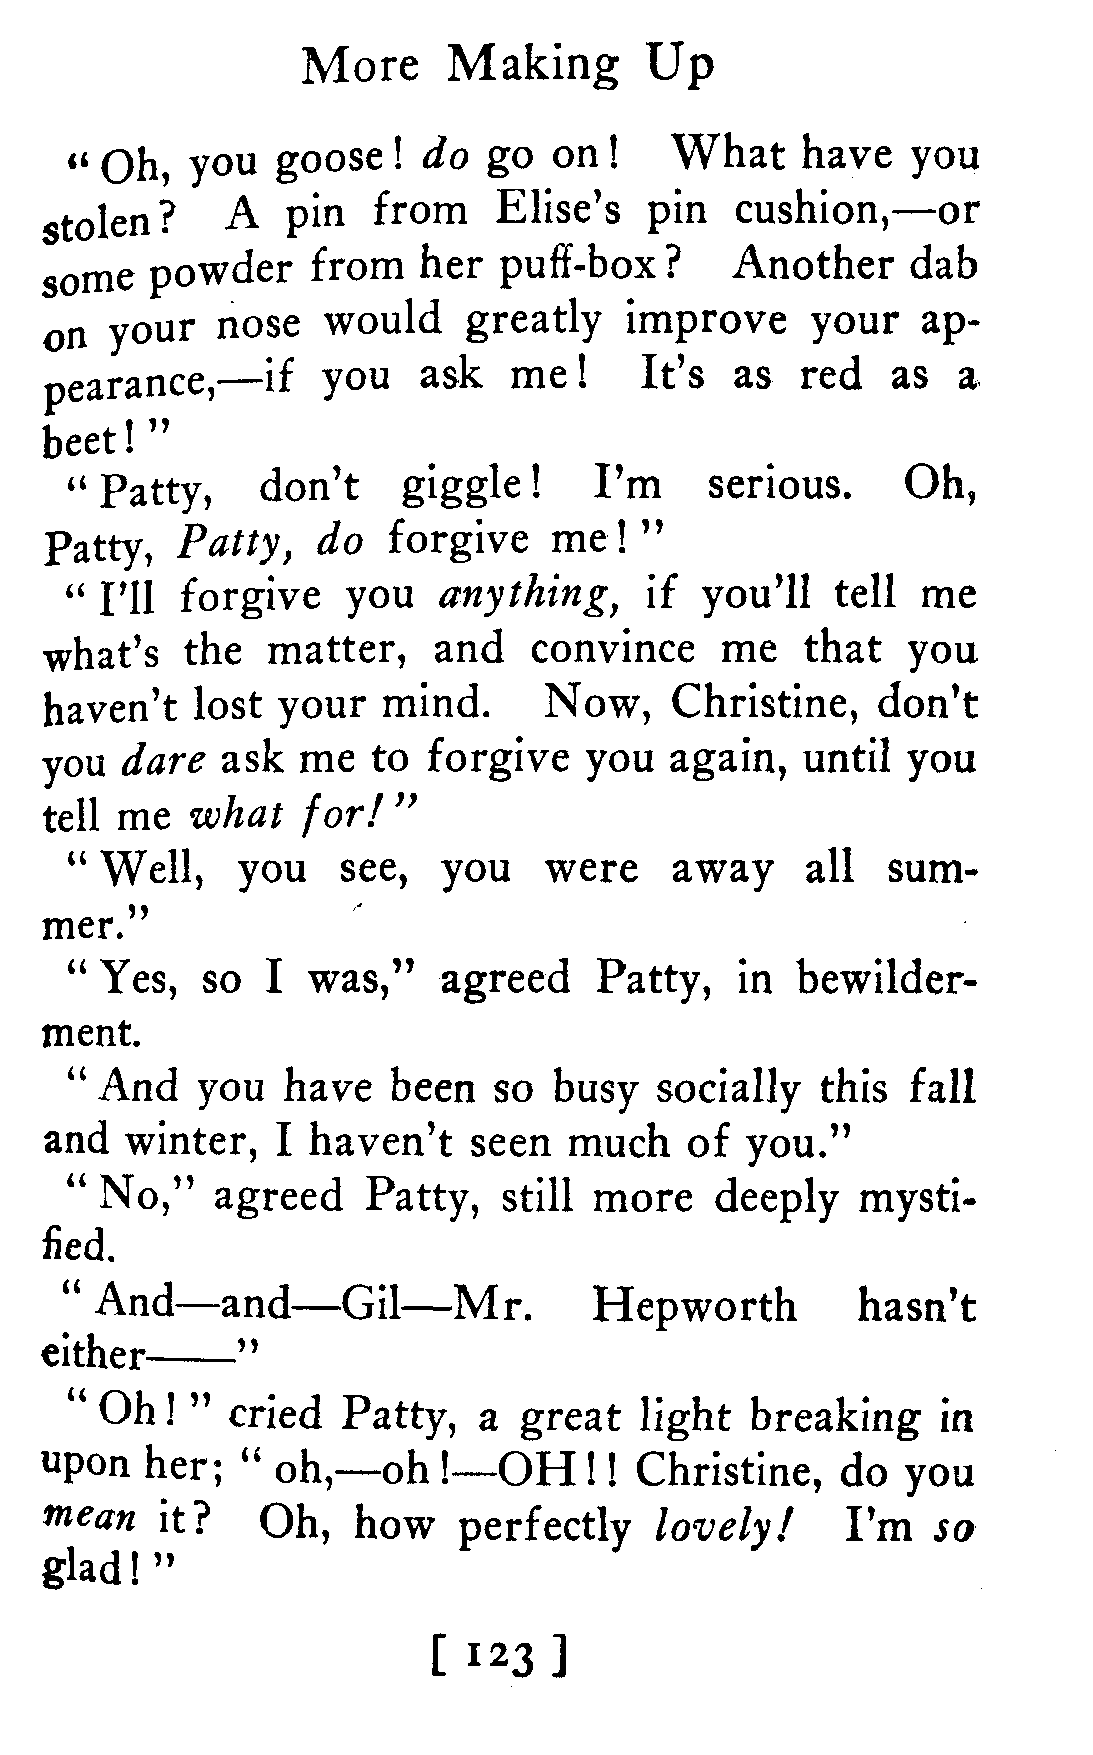 More Making Up
“ Oh, you goose! do go on! What have you
stolen? A pin from Elise’s pin cushion,—or
some powder from her puff-box? Another dab
on your nose would greatly improve your ap-
pearance,—if you ask me! It’s as red as a
beet! ”
“ Patty, don’t giggle! I’m serious. Oh,
Patty, Patty, do forgive me! ”
“ I’ll forgive you anything, if you’ll tell me
what’s the matter, and convince me that you
haven’t lost your mind. Now, Christine, don’t
you dare ask me to forgive you again, until you
tell me what for! ”
“ Well, you see, you were away all sum-
mer.”
“ Yes, so I was,” agreed Patty, in bewilder-
ment.
“ And you have been so busy socially this fall
and winter, I haven’t seen much of you.”
“ No,” agreed Patty, still more deeply mysti-
fied.
“ And—and—Gil—Mr. Hepworth hasn’t
either——”
“ Oh! ” cried Patty, a great light breaking in
upon her; “ oh,—oh!—OH!! Christine, do you
mean it? Oh, how perfectly lovely! I’m so
glad! ”
[ 123 ]